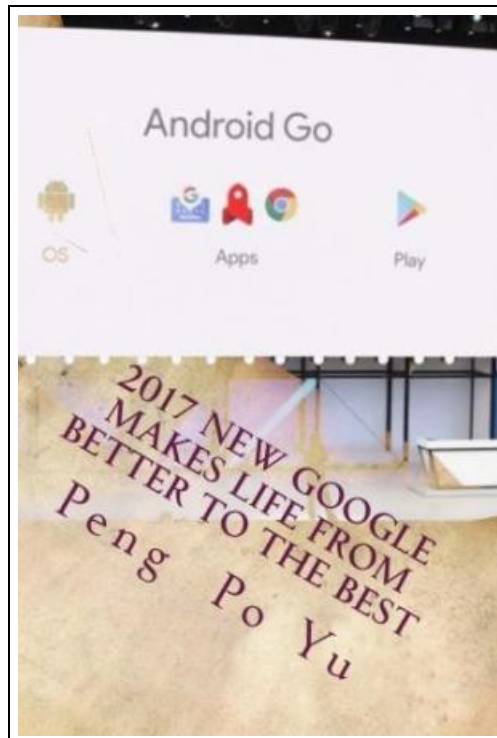 Android Go
OS
Apps
Play
2017 NEW GOOGLE
MAKES LIFE FROM
BETTER TO THE BEST
Peng Po Yu